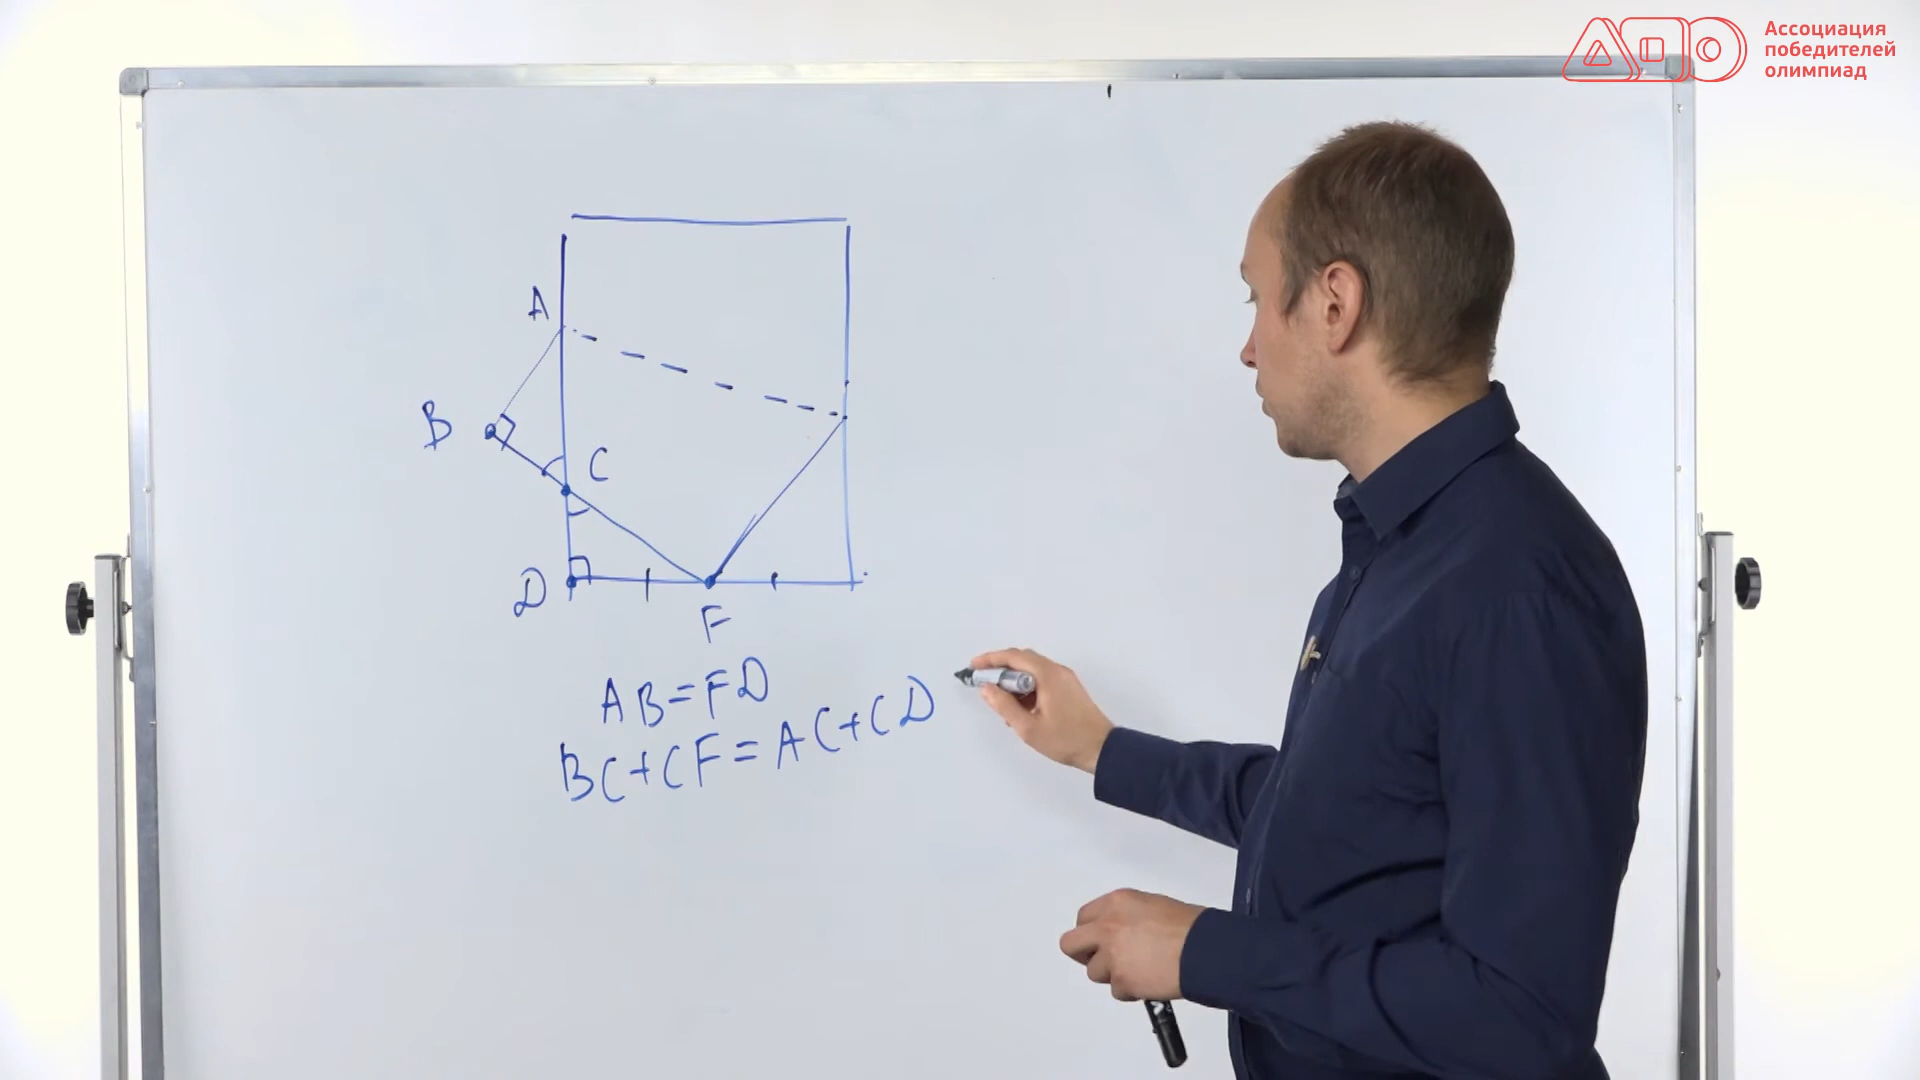 Ассоциация
победителей
олимпиад
A
B
C
D
F
AB=FD
BC+CF=AC+CD